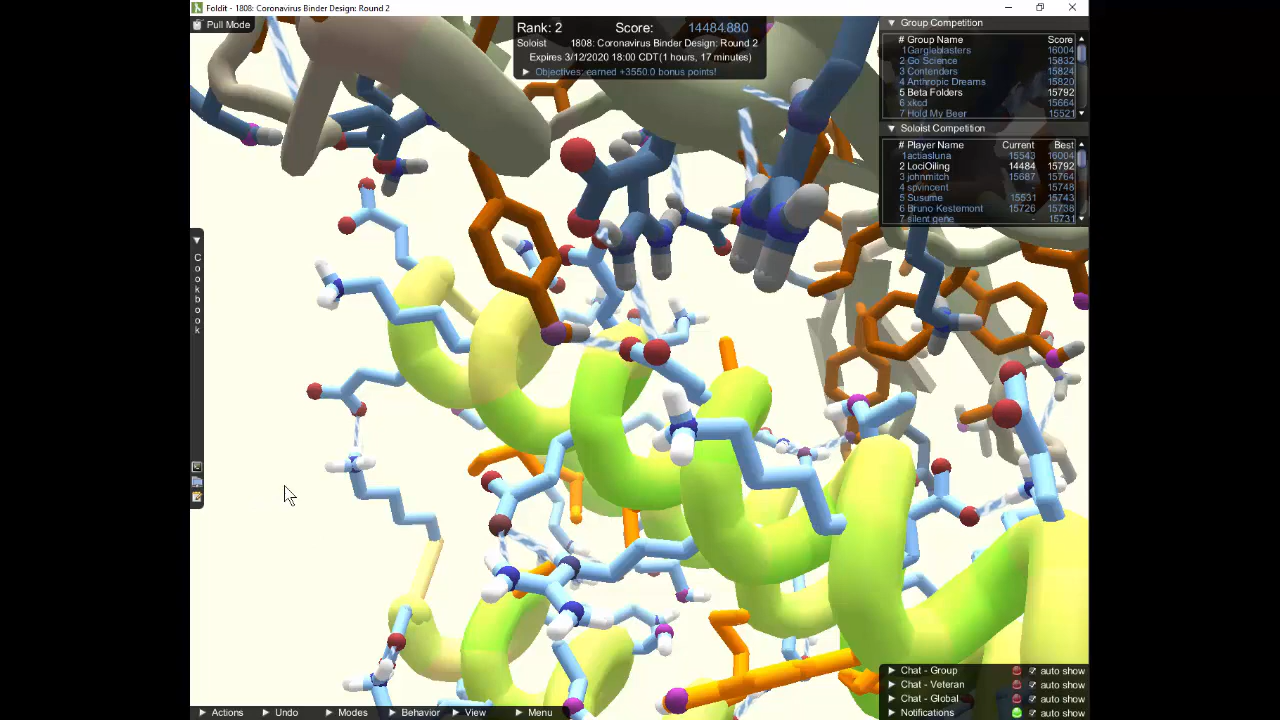 Foldit - 1808: Coronavirus Binder Design: Round 2
Pull Mode
Rank: 2 Score: 14484.880
Soloist 1808: Coronavirus Binder Design: Round 2
Expires 3/12/2020 18:00 CDT(1 hours, 17 minutes)
Objectives: earned +3550.0 bonus points!
Group Competition
# Group Name Score
1 Gargleblasters 16004
2 Go Science 15832
3 Contenders 15824
4 Anthropic Dreams 15820
5 Beta Folders 15792
6 xkcd 15664
7 Hold My Beer 15521
Soloist Competition
# Player Name Current Best
1 actiasluna 15543 16004
2 LociOiling 14484 15792
3 johnmitch 15687 15764
4 spvincent - 15748
5 Susume 15531 15743
6 Bruno Kestemont 15726 15738
7 silent gene - 15731
Cookbook
Chat - Group auto show
Chat - Veteran auto show
Chat - Global auto show
Notifications auto show
Actions Undo Modes Behavior View Menu